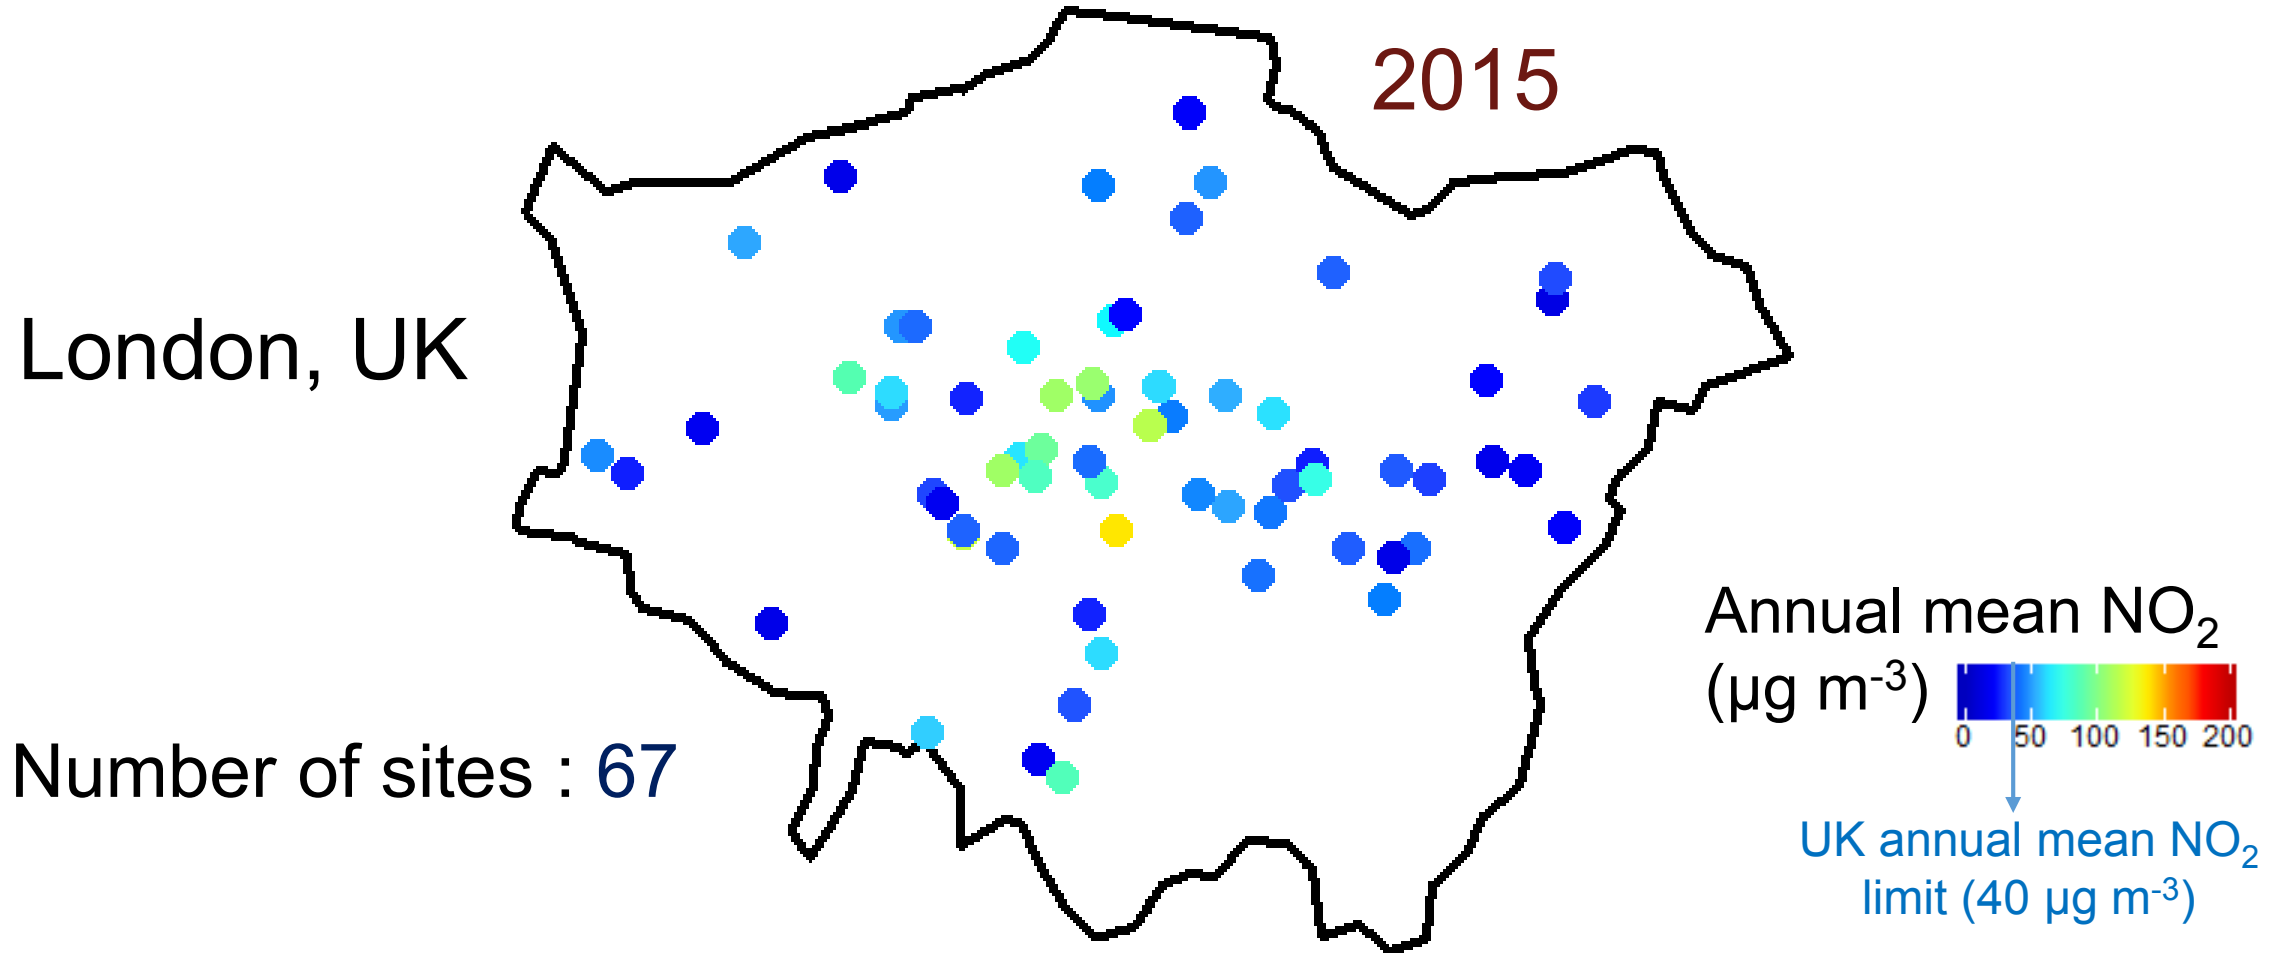 2015
London, UK
Number of sites : 67
Annual mean NO₂
(µg m⁻³)
0 50 100 150 200
UK annual mean NO₂
limit (40 µg m⁻³)